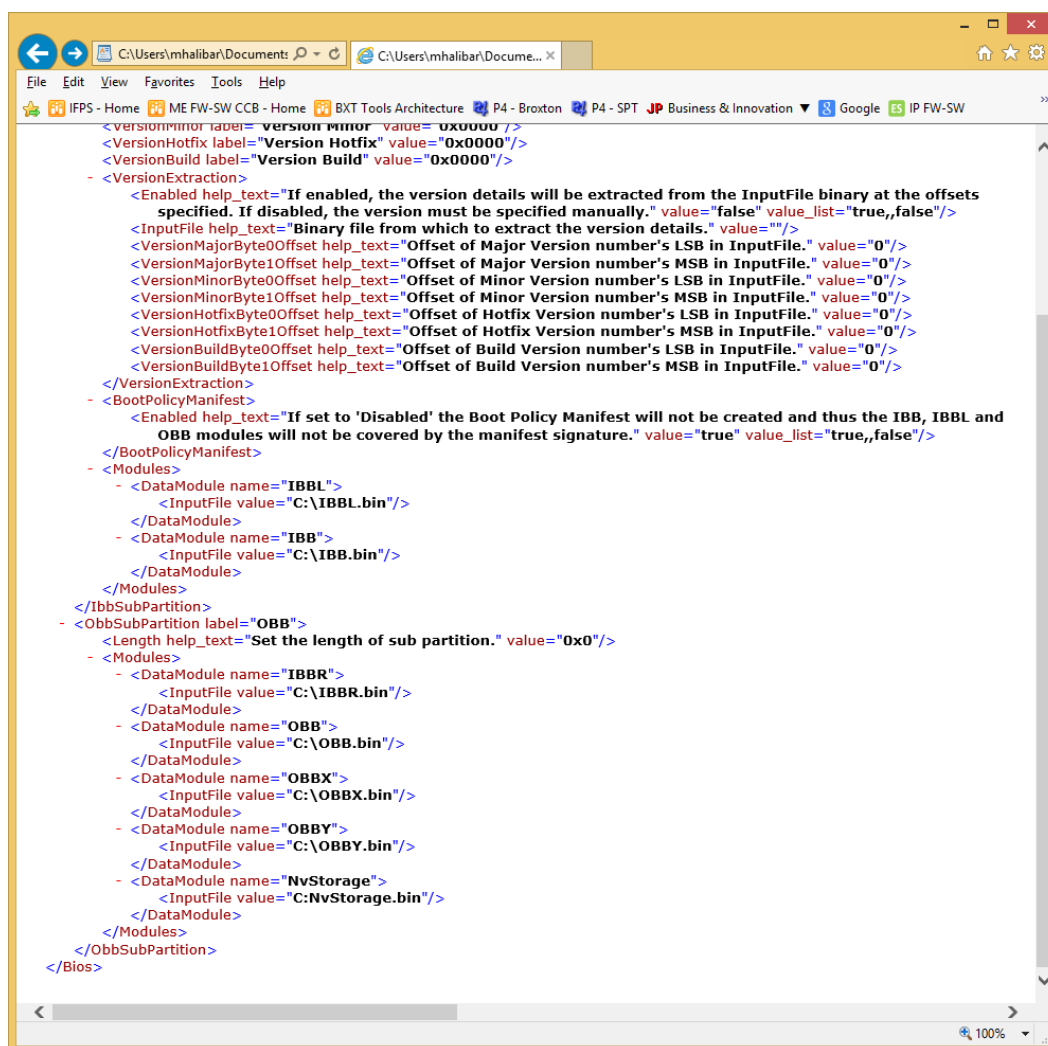 C:\Users\mhalibar\Documents
C:\Users\mhalibar\Docume...
File Edit View Favorites Tools Help
IFPS - Home ME FW-SW CCB - Home BXT Tools Architecture P4 - Broxton P4 - SPT JP Business & Innovation Google ES IP FW-SW
<VersionMinor label="Version Minor" value="0x0000"/>
<VersionHotfix label="Version Hotfix" value="0x0000"/>
<VersionBuild label="Version Build" value="0x0000"/>
- <VersionExtraction>
<Enabled help_text="If enabled, the version details will be extracted from the InputFile binary at the offsets
specified. If disabled, the version must be specified manually." value="false" value_list="true,,false"/>
<InputFile help_text="Binary file from which to extract the version details." value=""/>
<VersionMajorByte0Offset help_text="Offset of Major Version number's LSB in InputFile." value="0"/>
<VersionMajorByte1Offset help_text="Offset of Major Version number's MSB in InputFile." value="0"/>
<VersionMinorByte0Offset help_text="Offset of Minor Version number's LSB in InputFile." value="0"/>
<VersionMinorByte1Offset help_text="Offset of Minor Version number's MSB in InputFile." value="0"/>
<VersionHotfixByte0Offset help_text="Offset of Hotfix Version number's LSB in InputFile." value="0"/>
<VersionHotfixByte1Offset help_text="Offset of Hotfix Version number's MSB in InputFile." value="0"/>
<VersionBuildByte0Offset help_text="Offset of Build Version number's LSB in InputFile." value="0"/>
<VersionBuildByte1Offset help_text="Offset of Build Version number's MSB in InputFile." value="0"/>
</VersionExtraction>
- <BootPolicyManifest>
<Enabled help_text="If set to 'Disabled' the Boot Policy Manifest will not be created and thus the IBB, IBBL and
OBB modules will not be covered by the manifest signature." value="true" value_list="true,,false"/>
</BootPolicyManifest>
- <Modules>
- <DataModule name="IBBL">
<InputFile value="C:\IBBL.bin"/>
</DataModule>
- <DataModule name="IBB">
<InputFile value="C:\IBB.bin"/>
</DataModule>
</Modules>
</IbbSubPartition>
- <ObbSubPartition label="OBB">
<Length help_text="Set the length of sub partition." value="0x0"/>
- <Modules>
- <DataModule name="IBBR">
<InputFile value="C:\IBBR.bin"/>
</DataModule>
- <DataModule name="OBB">
<InputFile value="C:\OBB.bin"/>
</DataModule>
- <DataModule name="OBBX">
<InputFile value="C:\OBBX.bin"/>
</DataModule>
- <DataModule name="OBBY">
<InputFile value="C:\OBBY.bin"/>
</DataModule>
- <DataModule name="NvStorage">
<InputFile value="C:NvStorage.bin"/>
</DataModule>
</Modules>
</ObbSubPartition>
</Bios>
100%